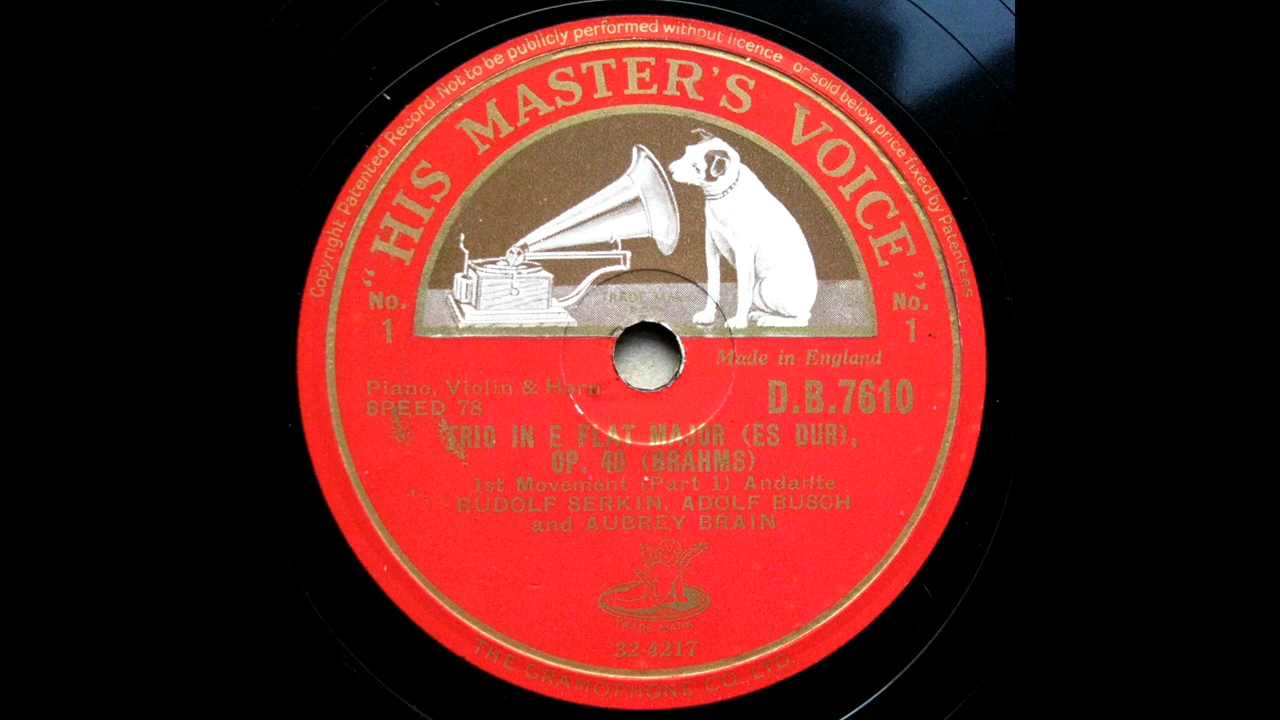 Copyright. Patented Record. Not to be publicly performed without licence or sold below price fixed by Patentees
“HIS MASTER'S VOICE”
TRADE MARK
No. 1
No. 1
Made in England
Piano, Violin & Horn
SPEED 78
D.B.7610
TRIO IN E FLAT MAJOR (ES DUR),
OP. 40 (BRAHMS)
1st Movement (Part 1) Andante
RUDOLF SERKIN, ADOLF BUSCH
and AUBREY BRAIN
TRADE MARK
32-4217
THE GRAMOPHONE CO. LTD.